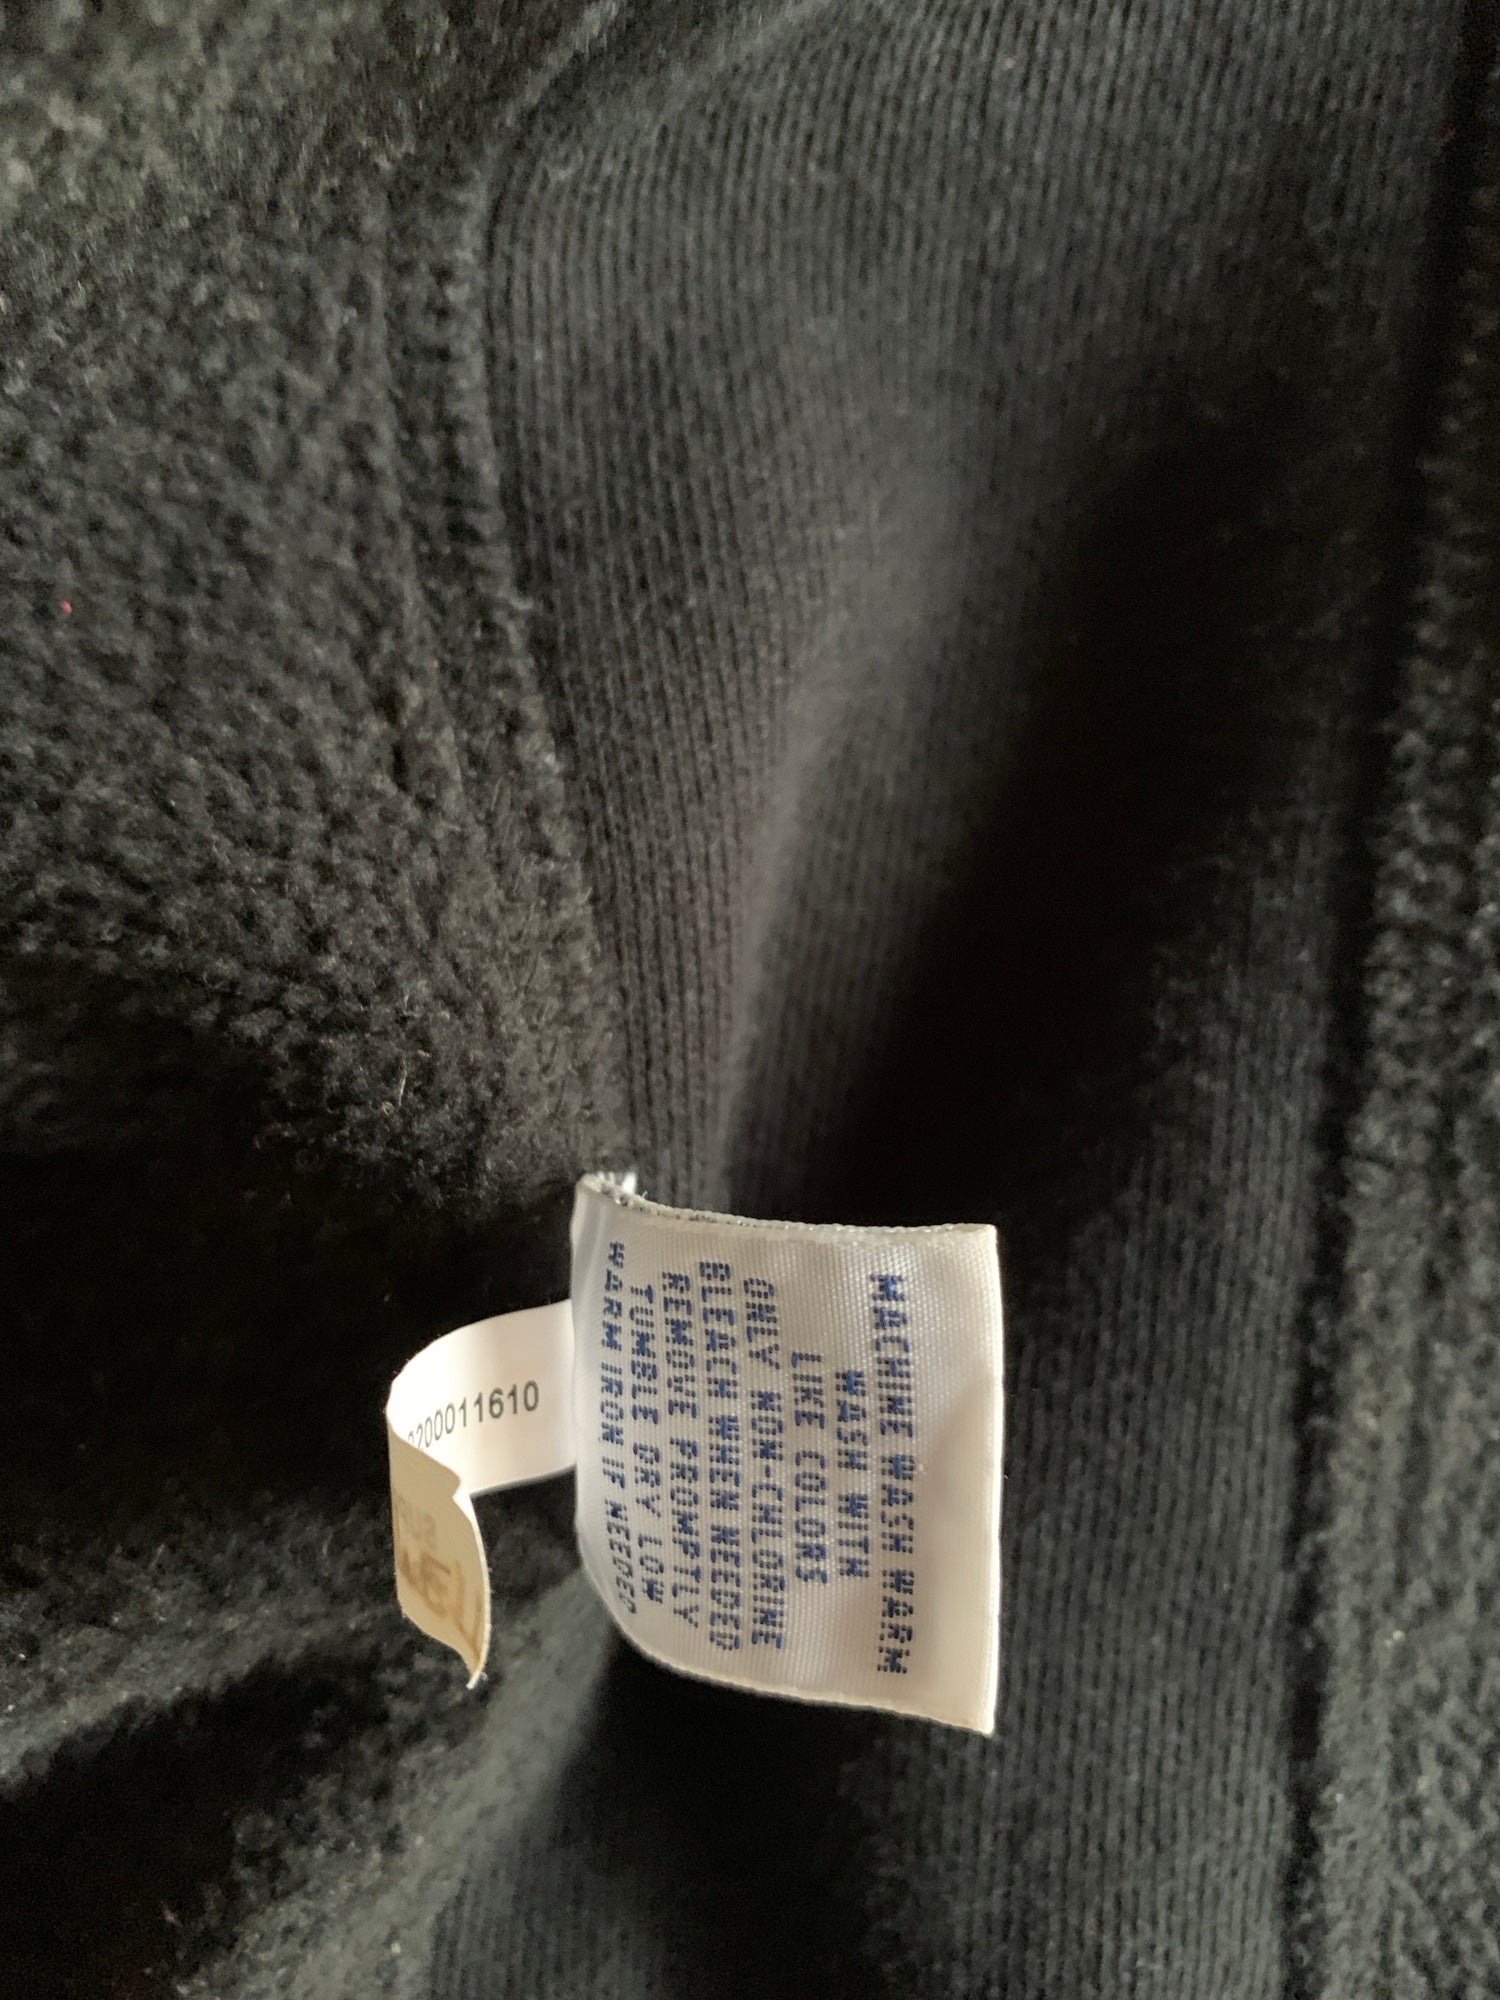 MACHINE WASH WARM
WASH WITH
LIKE COLORS
ONLY NON-CHLORINE
BLEACH WHEN NEEDED
REMOVE PROMPTLY
TUMBLE DRY LOW
WARM IRON IF NEEDED
200011610